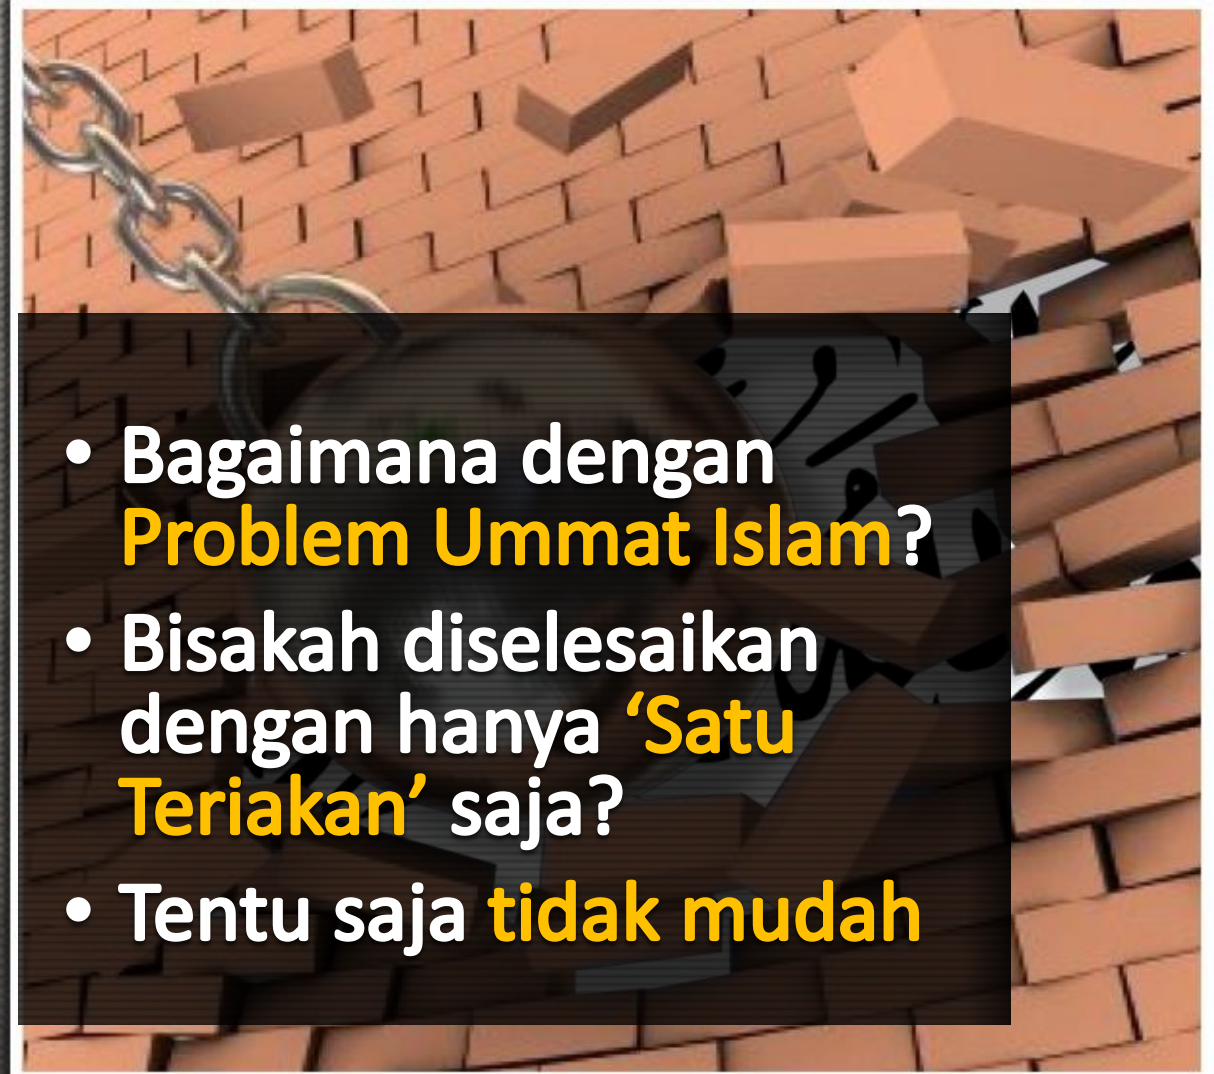 • Bagaimana dengan
Problem Ummat Islam?
• Bisakah diselesaikan
dengan hanya ‘Satu
Teriakan’ saja?
• Tentu saja tidak mudah